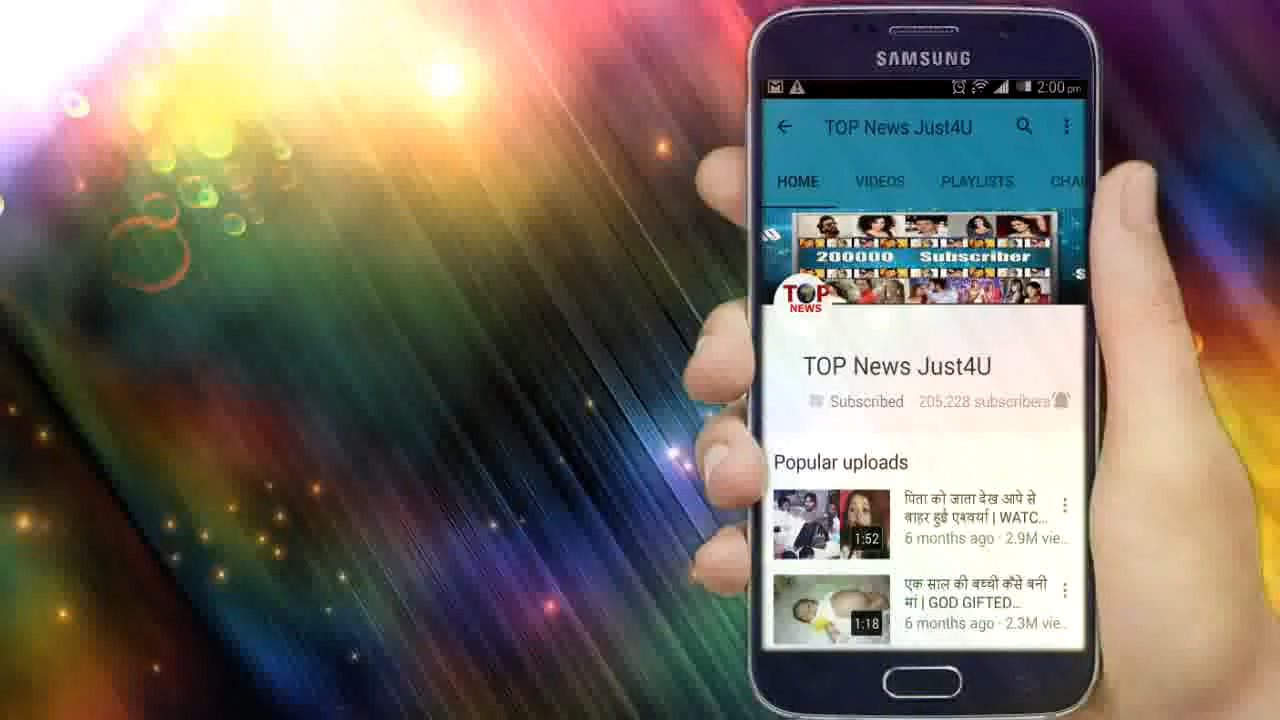 SAMSUNG
2:00 pm
TOP News Just4U
HOME VIDEOS PLAYLISTS CHA
200000 Subscriber
TOP
NEWS
TOP News Just4U
Subscribed 205,228 subscribers
Popular uploads
पिता को जाता देख आपे से
बाहर हुई एश्वर्या | WATC...
6 months ago · 2.9M vie...
1:52
एक साल की बच्ची कैसे बनी
मां | GOD GIFTED...
6 months ago · 2.3M vie...
1:18